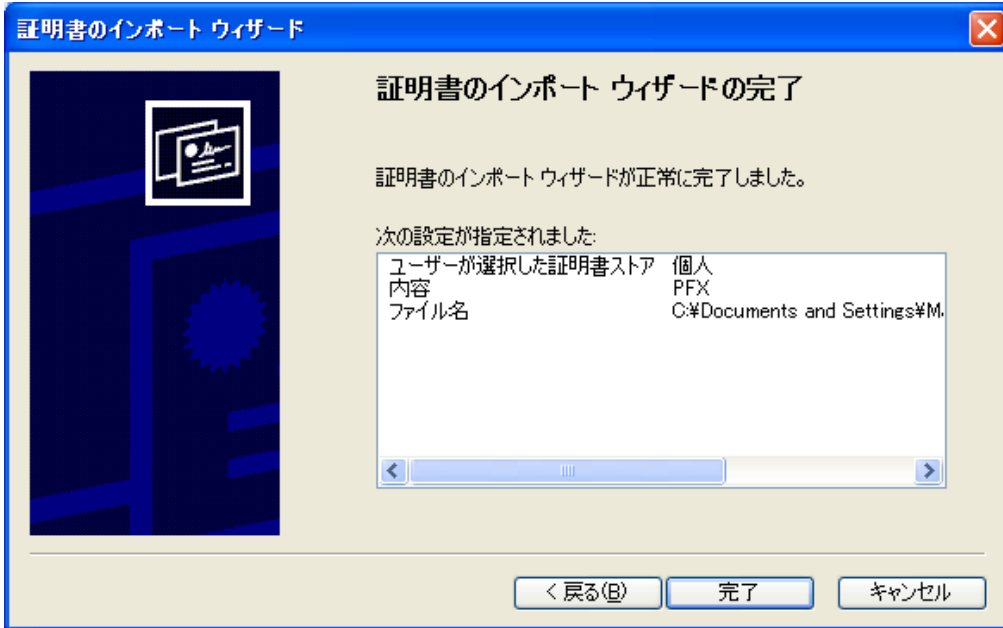 証明書のインポート ウィザード
証明書のインポート ウィザードの完了
証明書のインポート ウィザードが正常に完了しました。
次の設定が指定されました:
ユーザーが選択した証明書ストア 個人
内容 PFX
ファイル名 C:¥Documents and Settings¥M
< 戻る(B) 完了 キャンセル